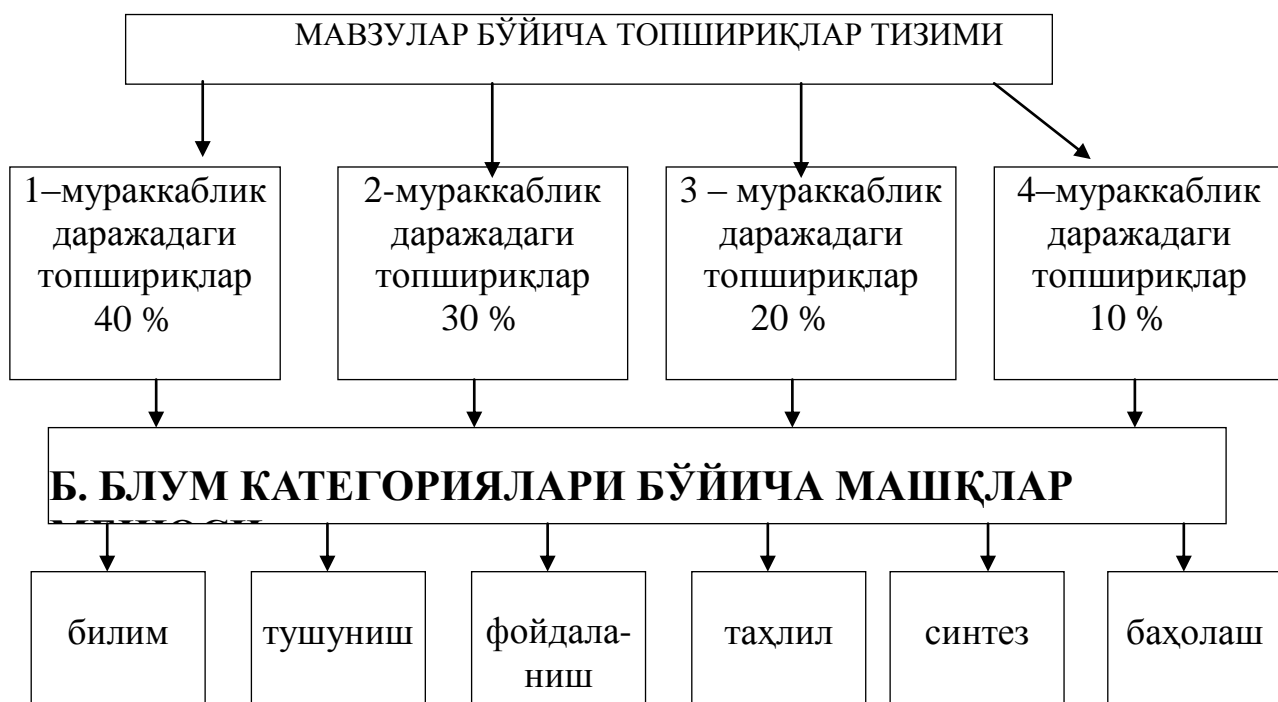 МАВЗУЛАР БЎЙИЧА ТОПШИРИҚЛАР ТИЗИМИ
1–мураккаблик
даражадаги
топшириқлар
40 %
2-мураккаблик
даражадаги
топшириқлар
30 %
3 – мураккаблик
даражадаги
топшириқлар
20 %
4–мураккаблик
даражадаги
топшириқлар
10 %
Б. БЛУМ КАТЕГОРИЯЛАРИ БЎЙИЧА МАШҚЛАР
билим
тушуниш
фойдала-
ниш
таҳлил
синтез
баҳолаш